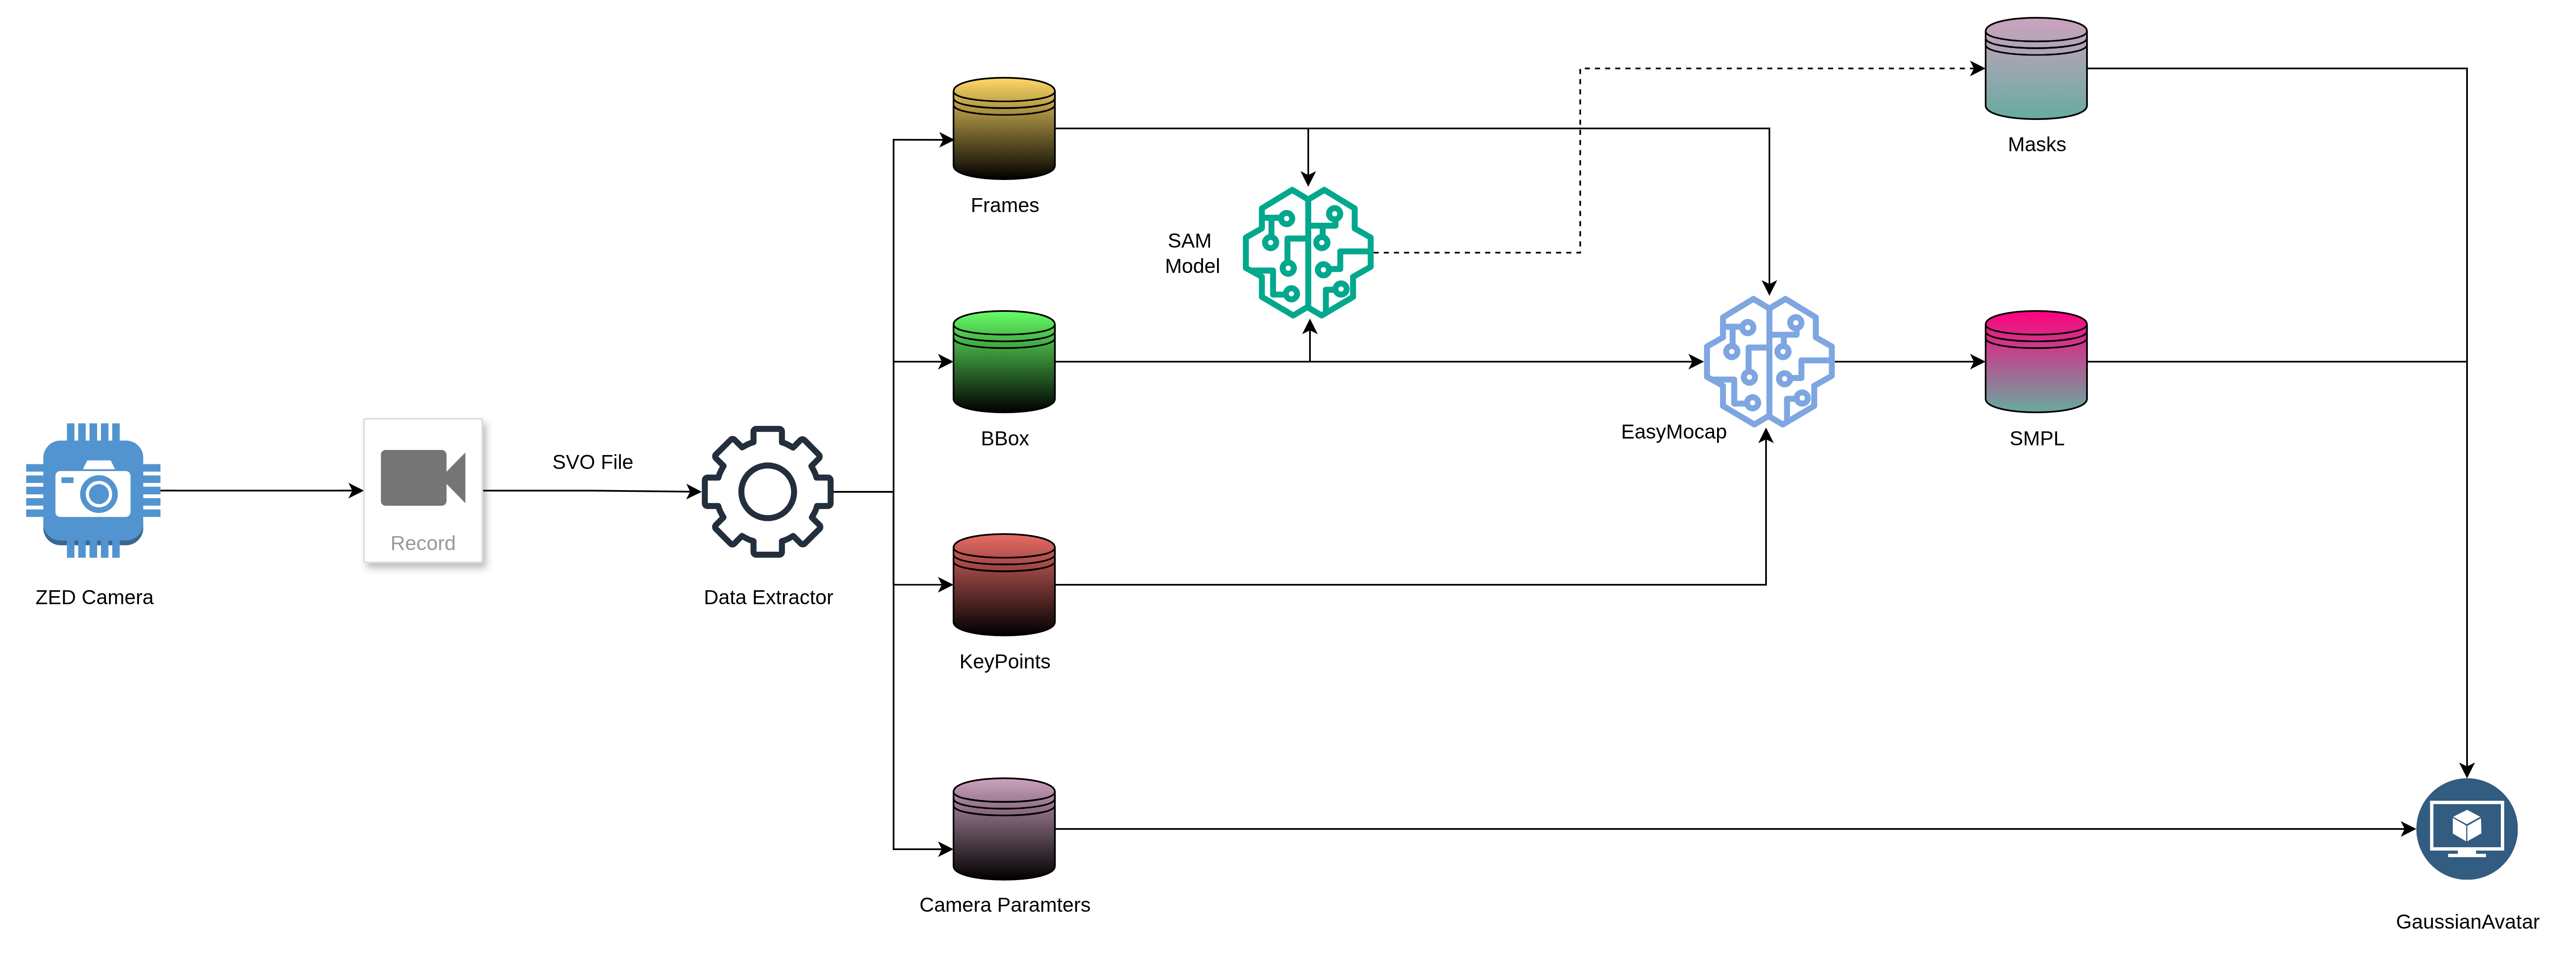 Masks
Frames
SAM
Model
EasyMocap
BBox
SMPL
SVO File
Record
ZED Camera
Data Extractor
KeyPoints
Camera Paramters
GaussianAvatar